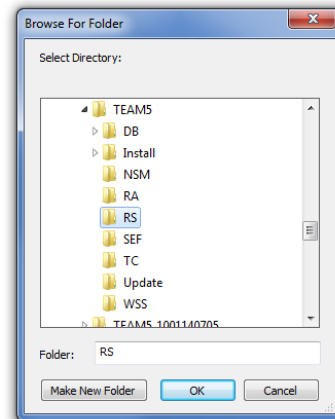 Browse For Folder
Select Directory:
TEAM5
DB
Install
NSM
RA
RS
SEF
TC
Update
WSS
TEAM5_1001140705
Folder: RS
Make New Folder OK Cancel